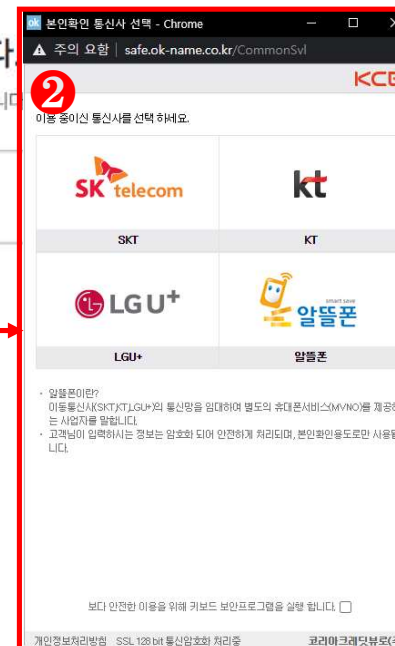 다.
니다
ok 본인확인 통신사 선택 - Chrome
주의 요함 | safe.ok-name.co.kr/CommonSvl
KCB
2
이용 중이신 통신사를 선택 하세요.
SK telecom
kt
SKT
KT
LG U+
smart save
알뜰폰
LGU+
알뜰폰
· 알뜰폰이란?
이동통신사(SKT,KT,LGU+)의 통신망을 임대하여 별도의 휴대폰서비스(MVNO)를 제공하
는 사업자를 말합니다.
· 고객님이 입력하시는 정보는 암호화 되어 안전하게 처리되며, 본인확인용도로만 사용됩
니다.
보다 안전한 이용을 위해 키보드 보안프로그램을 실행 합니다.
개인정보처리방침 SSL 128 bit 통신암호화 처리중 코리아크레딧뷰로(주